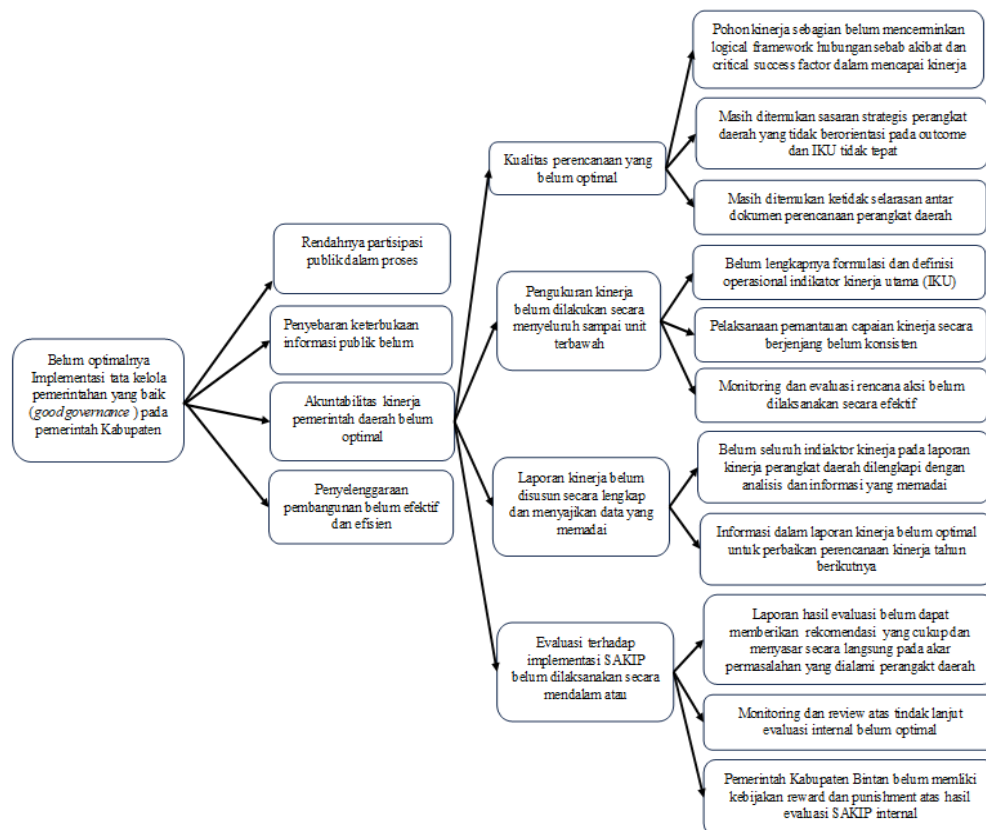 Belum optimalnya
Implementasi tata kelola
pemerintahan yang baik
(good governance ) pada
pemerintah Kabupaten
Rendahnya partisipasi
publik dalam proses
Penyebaran keterbukaan
informasi publik belum
Akuntabilitas kinerja
pemerintah daerah belum
optimal
Penyelenggaraan
pembangunan belum efektif
dan efisien
Kualitas perencanaan yang
belum optimal
Pengukuran kinerja
belum dilakukan secara
menyeluruh sampai unit
terbawah
Laporan kinerja belum
disusun secara lengkap
dan menyajikan data yang
memadai
Evaluasi terhadap
implementasi SAKIP
belum dilaksanakan secara
mendalam atau
Pohon kinerja sebagian belum mencerminkan
logical framework hubungan sebab akibat dan
critical success factor dalam mencapai kinerja
Masih ditemukan sasaran strategis perangkat
daerah yang tidak berorientasi pada outcome
dan IKU tidak tepat
Masih ditemukan ketidak selarasan antar
dokumen perencanaan perangkat daerah
Belum lengkapnya formulasi dan definisi
operasional indikator kinerja utama (IKU)
Pelaksanaan pemantauan capaian kinerja secara
berjenjang belum konsisten
Monitoring dan evaluasi rencana aksi belum
dilaksanakan secara efektif
Belum seluruh indiaktor kinerja pada laporan
kinerja perangkat daerah dilengkapi dengan
analisis dan informasi yang memadai
Informasi dalam laporan kinerja belum optimal
untuk perbaikan perencanaan kinerja tahun
berikutnya
Laporan hasil evaluasi belum dapat
memberikan rekomendasi yang cukup dan
menyasar secara langsung pada akar
permasalahan yang dialami perangakt daerah
Monitoring dan review atas tindak lanjut
evaluasi internal belum optimal
Pemerintah Kabupaten Bintan belum memliki
kebijakan reward dan punishment atas hasil
evaluasi SAKIP internal